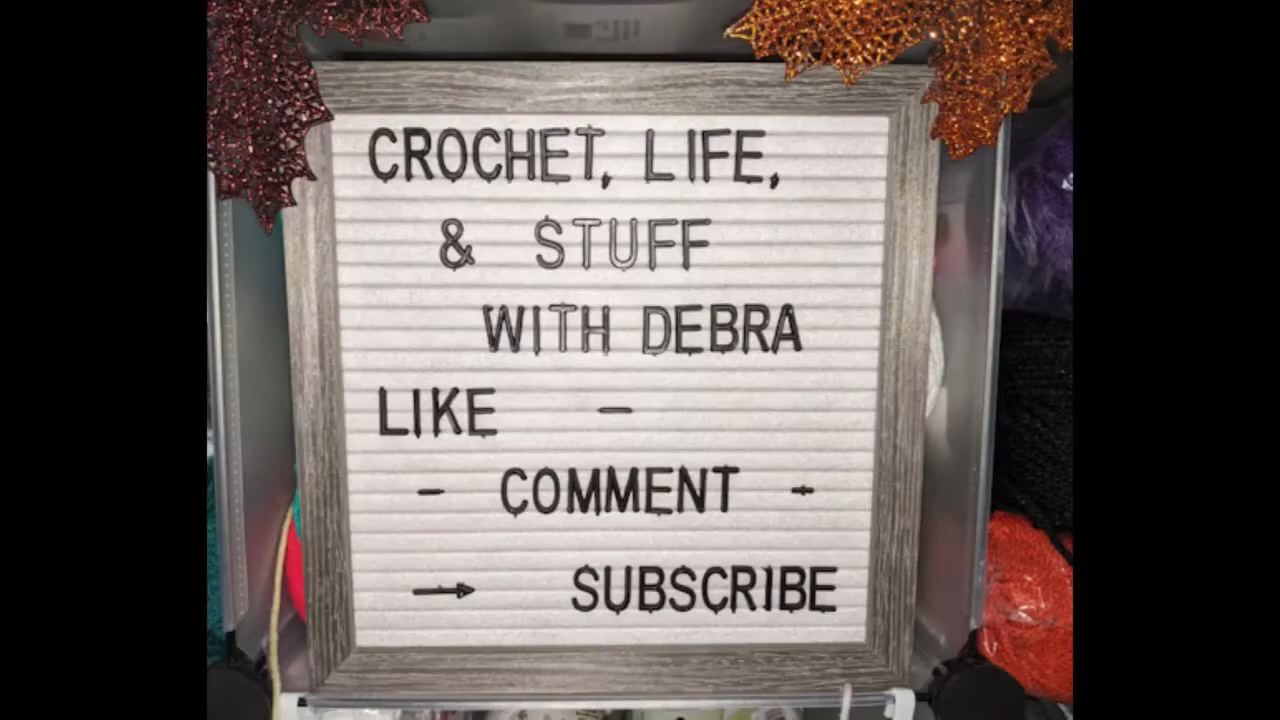 CROCHET, LIFE,
& STUFF
WITH DEBRA
LIKE -
- COMMENT -
→ SUBSCRIBE